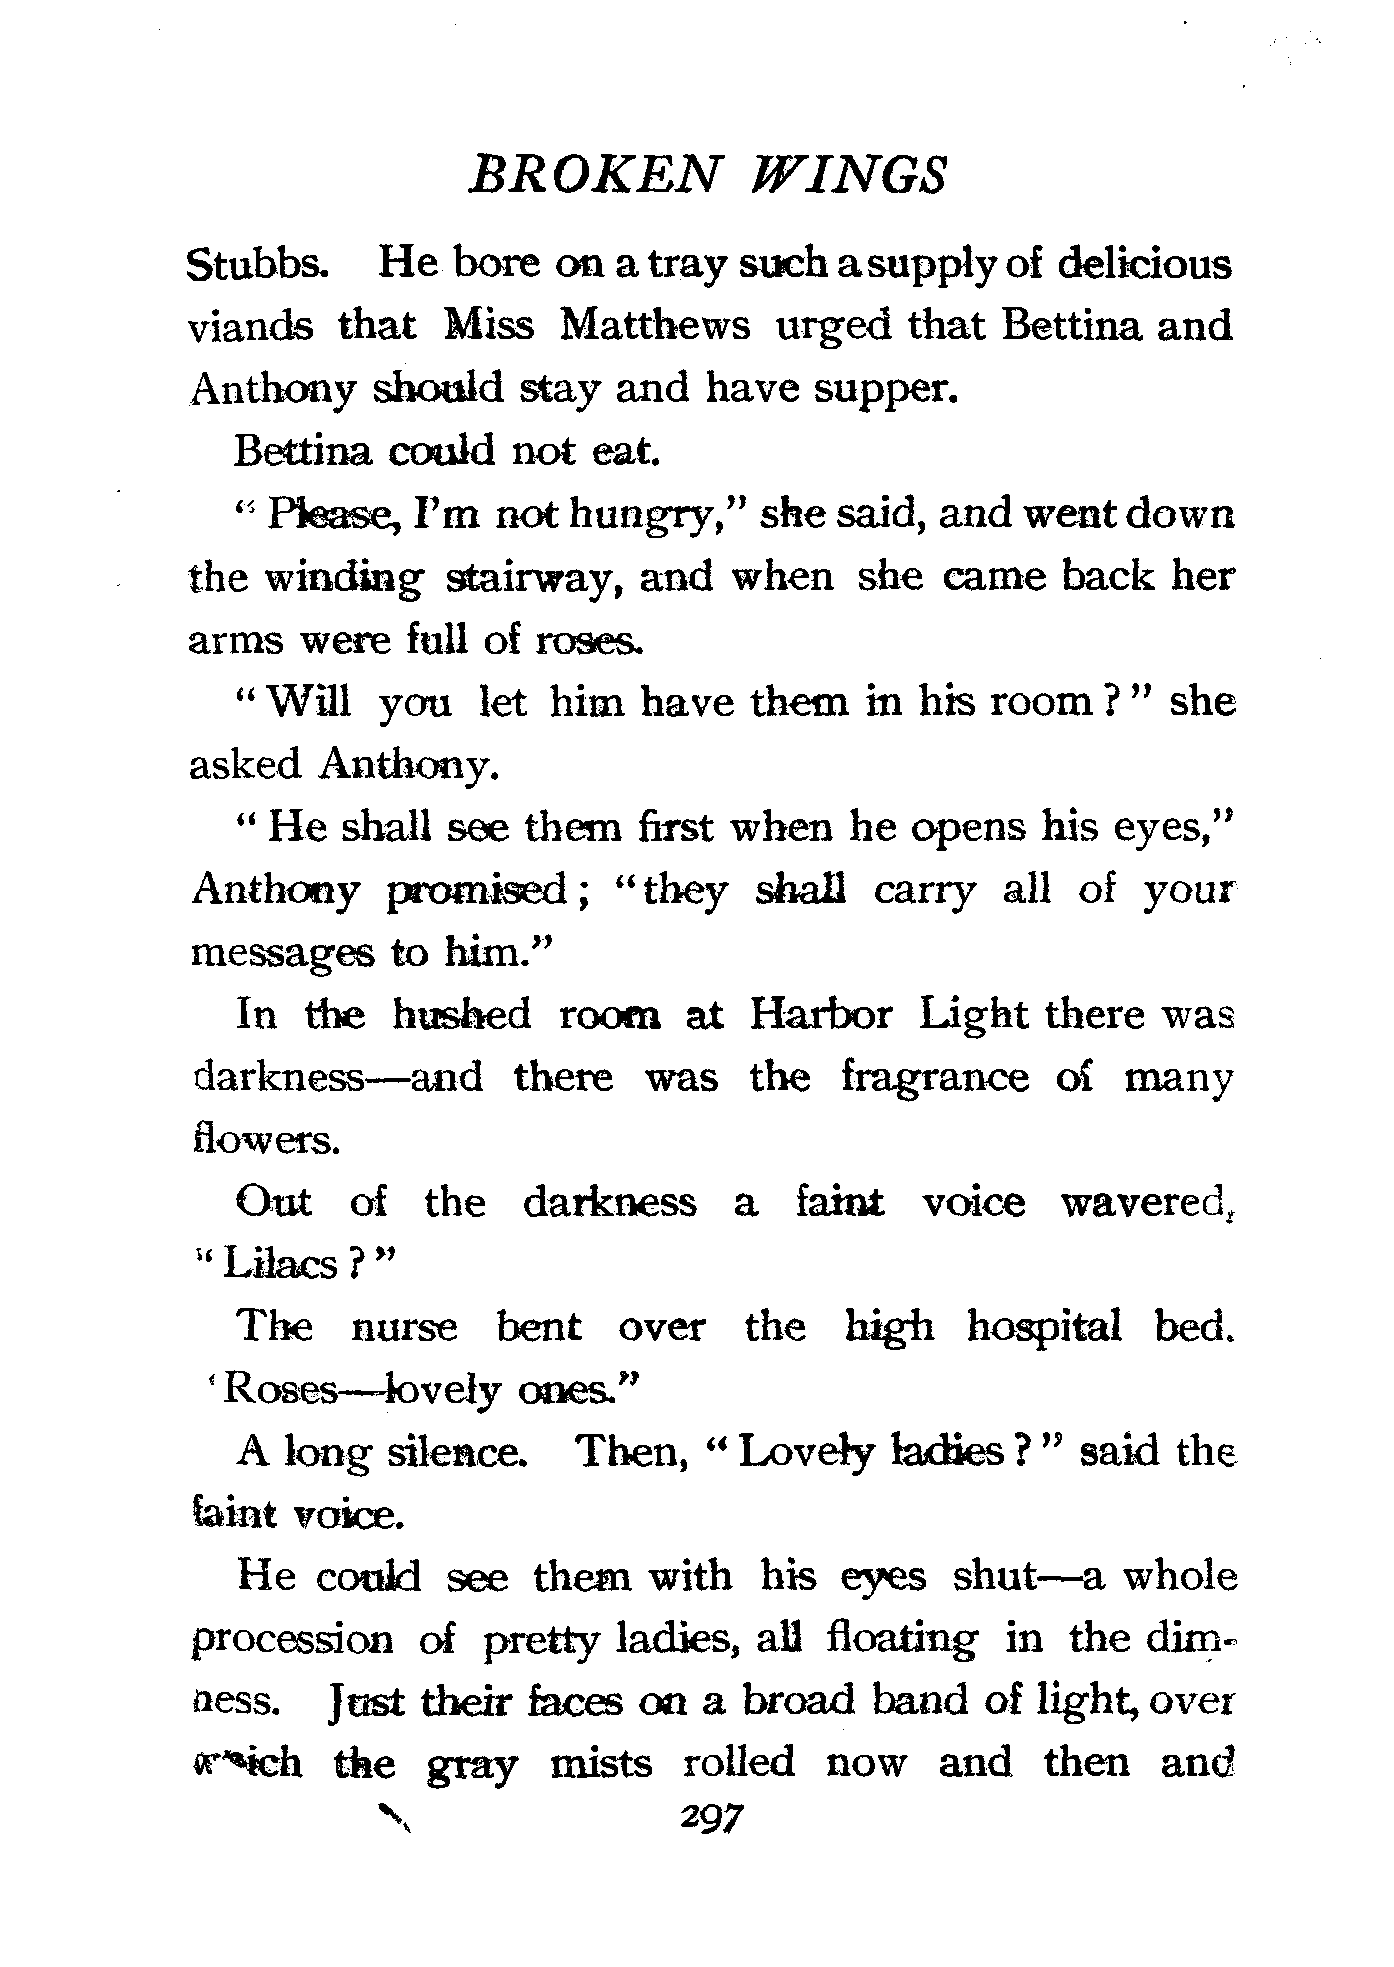 BROKEN WINGS
Stubbs. He bore on a tray such a supply of delicious
viands that Miss Matthews urged that Bettina and
Anthony should stay and have supper.
Bettina could not eat.
“ Please, I’m not hungry,” she said, and went down
the winding stairway, and when she came back her
arms were full of roses.
“ Will you let him have them in his room ? ” she
asked Anthony.
“ He shall see them first when he opens his eyes,”
Anthony promised ; “ they shall carry all of your
messages to him.”
In the hushed room at Harbor Light there was
darkness—and there was the fragrance of many
flowers.
Out of the darkness a faint voice wavered,
“ Lilacs ? ”
The nurse bent over the high hospital bed.
‘ Roses—lovely ones.”
A long silence. Then, “ Lovely ladies ? ” said the
faint voice.
He could see them with his eyes shut—a whole
procession of pretty ladies, all floating in the dim-
ness. Just their faces on a broad band of light, over
which the gray mists rolled now and then and
297